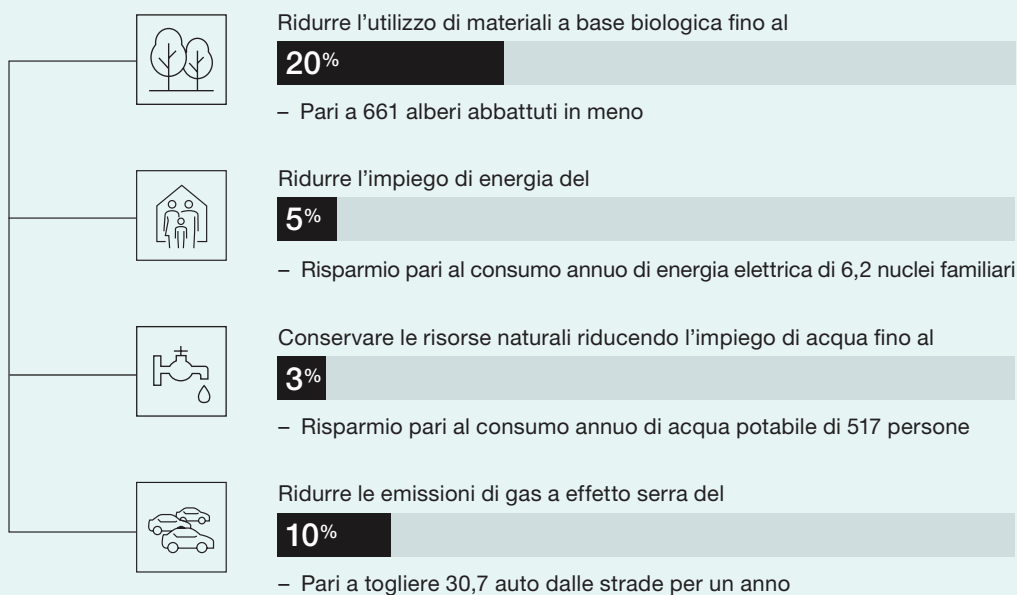 Ridurre l’utilizzo di materiali a base biologica fino al
20%
– Pari a 661 alberi abbattuti in meno
Ridurre l’impiego di energia del
5%
– Risparmio pari al consumo annuo di energia elettrica di 6,2 nuclei familiari
Conservare le risorse naturali riducendo l’impiego di acqua fino al
3%
– Risparmio pari al consumo annuo di acqua potabile di 517 persone
Ridurre le emissioni di gas a effetto serra del
10%
– Pari a togliere 30,7 auto dalle strade per un anno